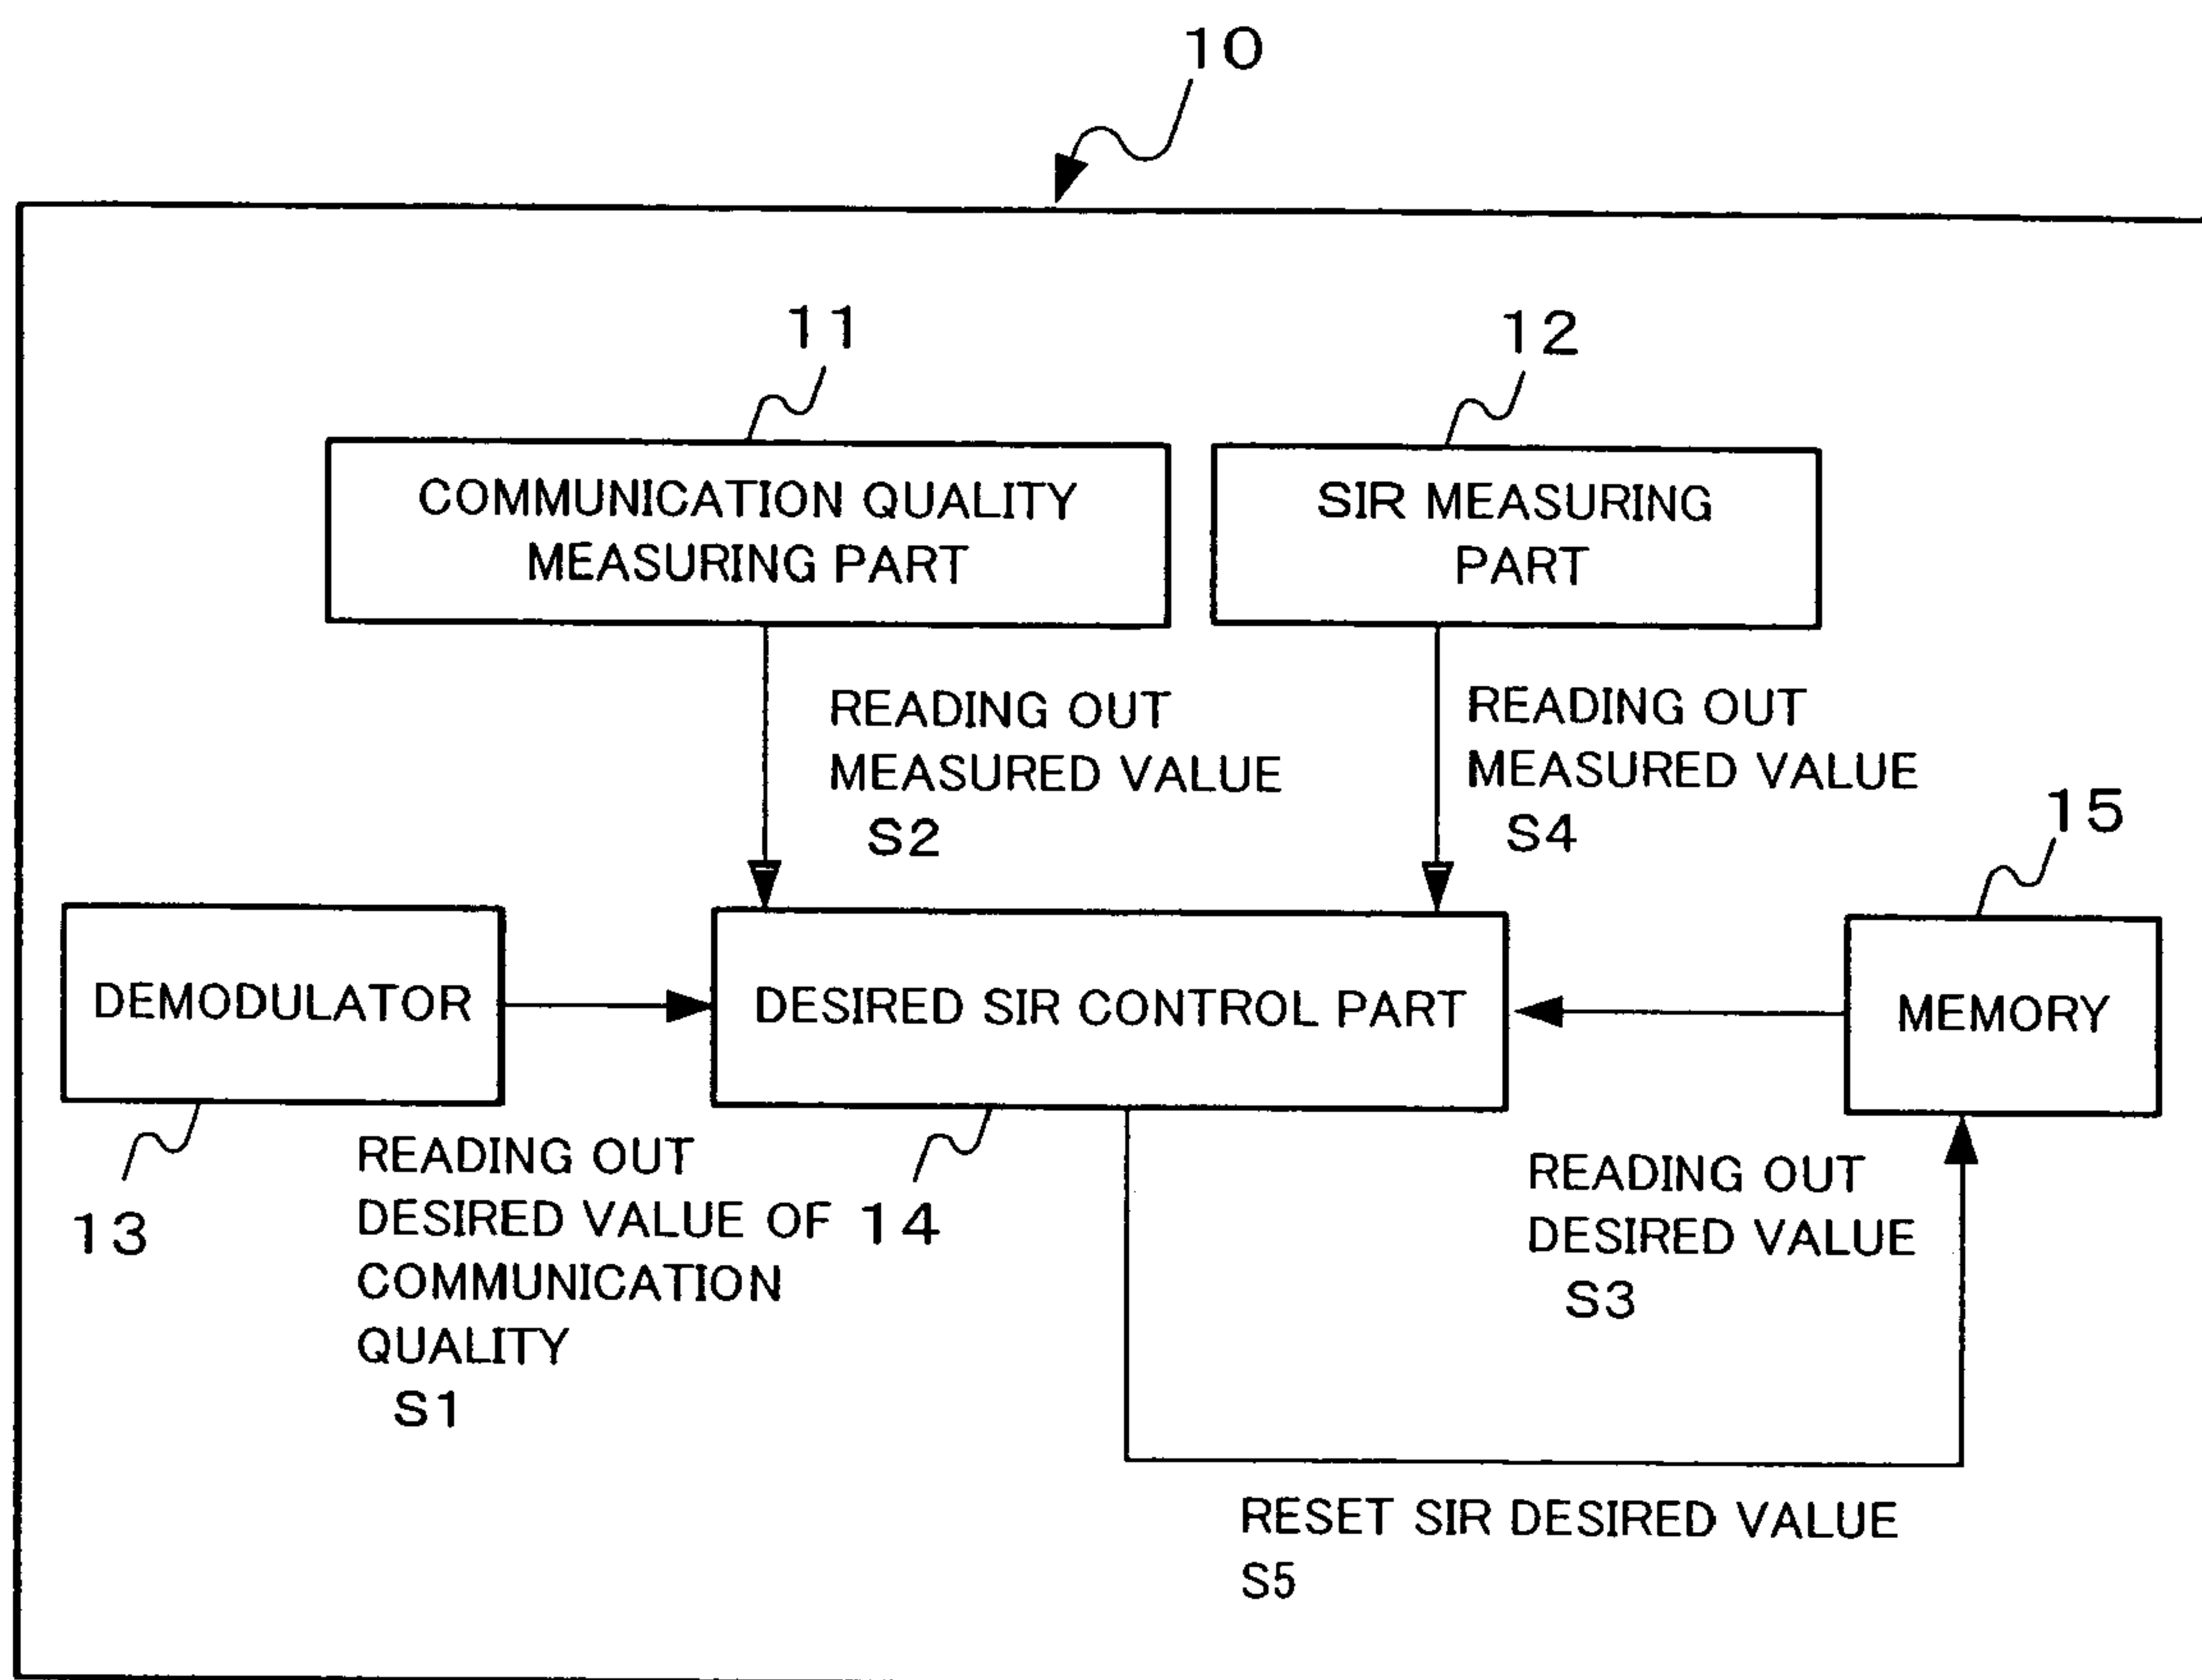 10
11
12
COMMUNICATION QUALITY
MEASURING PART
SIR MEASURING
PART
READING OUT
MEASURED VALUE
S2
READING OUT
MEASURED VALUE
S4
15
DEMODULATOR
DESIRED SIR CONTROL PART
MEMORY
13
READING OUT
DESIRED VALUE OF
COMMUNICATION
QUALITY
S1
14
READING OUT
DESIRED VALUE
S3
RESET SIR DESIRED VALUE
S5